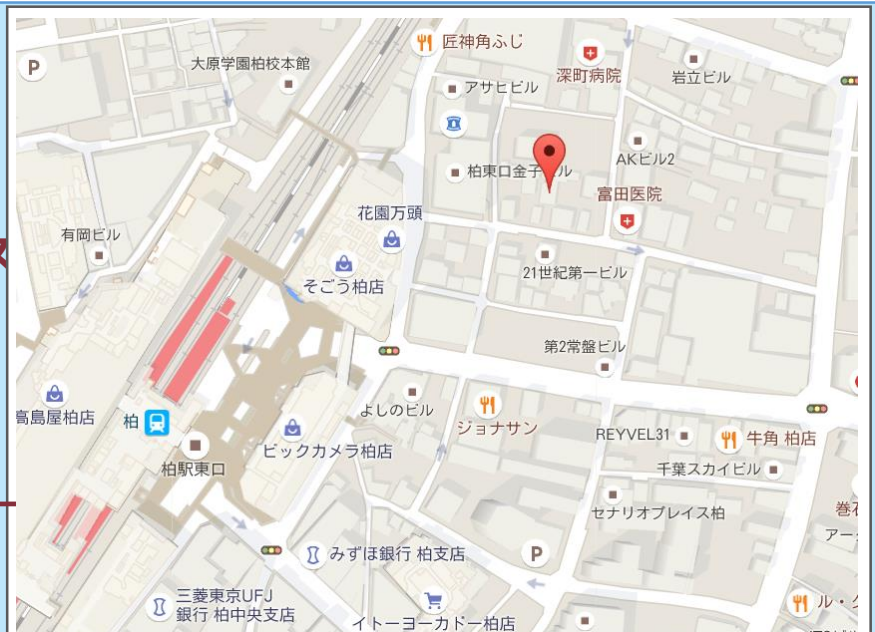 匠神角ふじ
P
大原学園柏校本館
深町病院
岩立ビル
アサヒビル
AKビル2
柏東口金子ビル
富田医院
花園万頭
有岡ビル
21世紀第一ビル
そごう柏店
第2常盤ビル
高島屋柏店
よしのビル
柏
ジョナサン
REYVEL31
牛角 柏店
ビックカメラ柏店
柏駅東口
千葉スカイビル
セナリオプレイス柏
みずほ銀行 柏支店
P
三菱東京UFJ
銀行 柏中央支店
イトーヨーカドー柏店